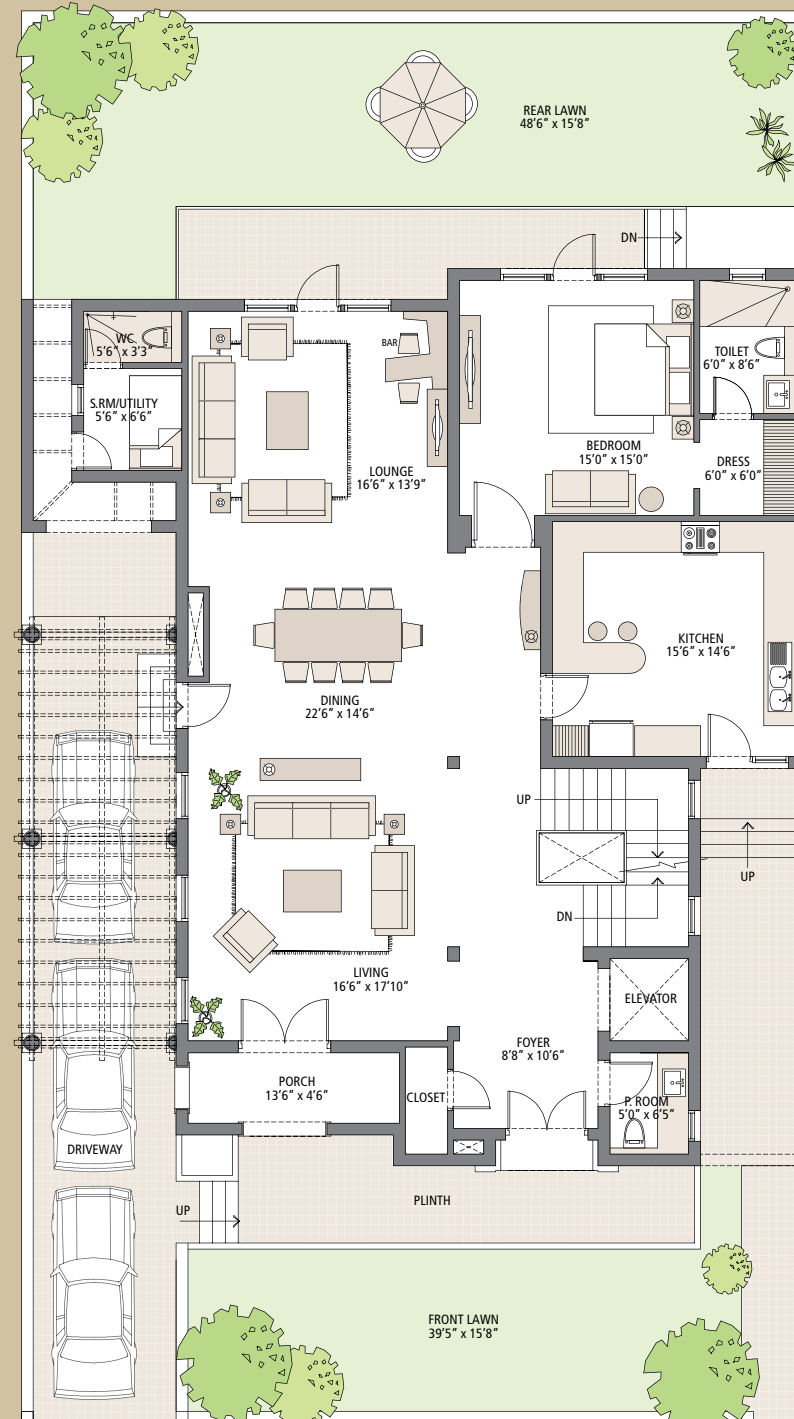 REAR LAWN
48'6" x 15'8"
DN
WC
5'6" x 3'3"
BAR
TOILET
6'0" x 8'6"
S.RM/UTILITY
5'6" x 6'6"
BEDROOM
15'0" x 15'0"
LOUNGE
16'6" x 13'9"
DRESS
6'0" x 6'0"
KITCHEN
15'6" x 14'6"
DINING
22'6" x 14'6"
UP
UP
DN
LIVING
16'6" x 17'10"
ELEVATOR
FOYER
8'8" x 10'6"
PORCH
13'6" x 4'6"
CLOSET
P. ROOM
5'0" x 6'5"
DRIVEWAY
PLINTH
UP
FRONT LAWN
39'5" x 15'8"